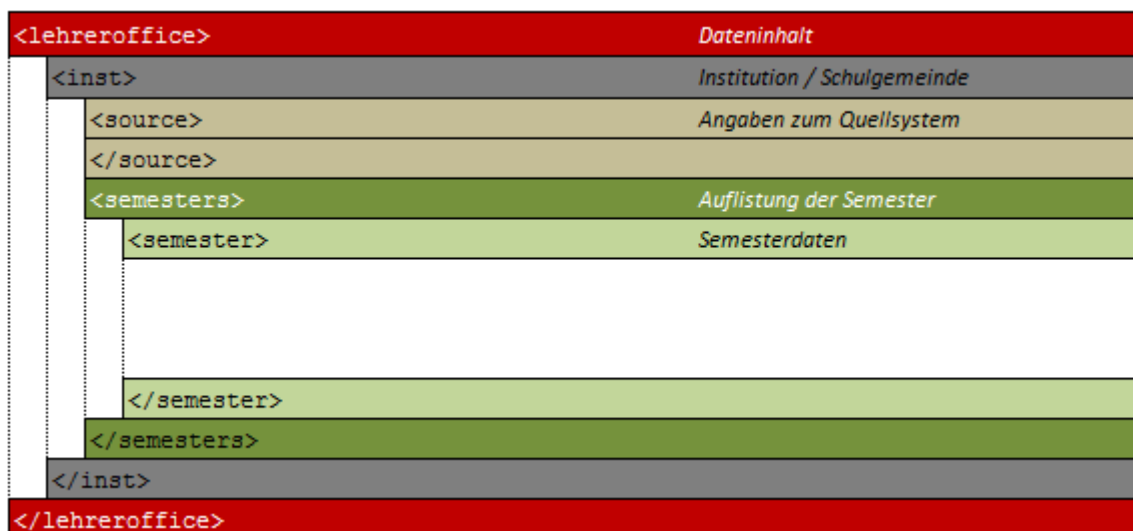 <lehreroffice> Dateninhalt
<inst> Institution / Schulgemeinde
<source> Angaben zum Quellsystem
</source>
<semesters> Auflistung der Semester
<semester> Semesterdaten
</semester>
</semesters>
</inst>
</lehreroffice>